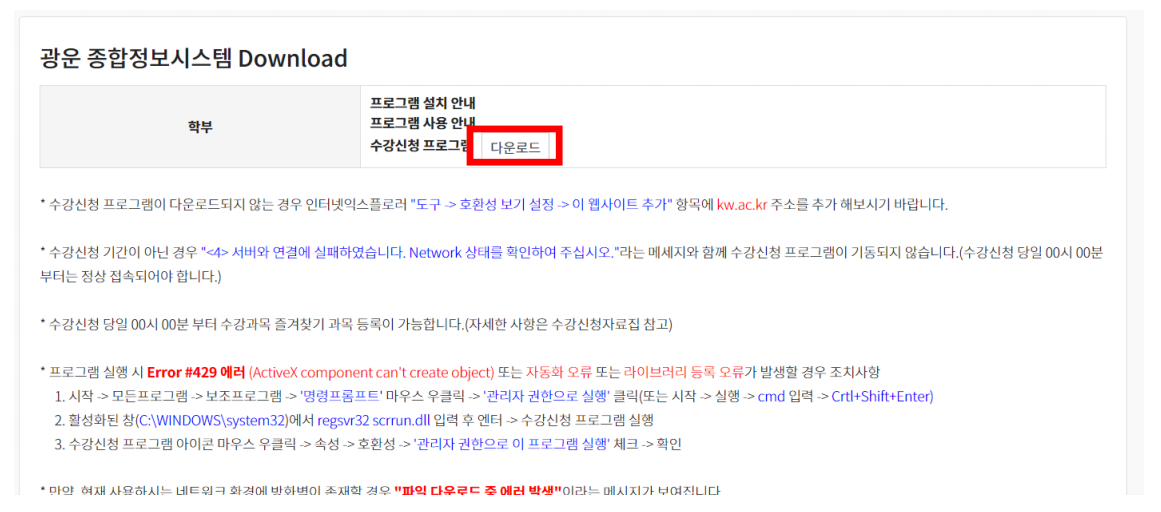 광운 종합정보시스템 Download
학부
프로그램 설치 안내
프로그램 사용 안내
수강신청 프로그램 다운로드
* 수강신청 프로그램이 다운로드되지 않는 경우 인터넷익스플로러 "도구 -> 호환성 보기 설정 -> 이 웹사이트 추가" 항목에 kw.ac.kr 주소를 추가 해보시기 바랍니다.
* 수강신청 기간이 아닌 경우 "<4> 서버와 연결에 실패하였습니다. Network 상태를 확인하여 주십시오."라는 메세지와 함께 수강신청 프로그램이 기동되지 않습니다.(수강신청 당일 00시 00분
부터는 정상 접속되어야 합니다.)
* 수강신청 당일 00시 00분 부터 수강과목 즐겨찾기 과목 등록이 가능합니다.(자세한 사항은 수강신청자료집 참고)
* 프로그램 실행 시 Error #429 에러 (ActiveX component can't create object) 또는 자동화 오류 또는 라이브러리 등록 오류가 발생할 경우 조치사항
1. 시작 -> 모든프로그램 -> 보조프로그램 -> '명령프롬프트' 마우스 우클릭 -> '관리자 권한으로 실행' 클릭(또는 시작 -> 실행 -> cmd 입력 -> Crtl+Shift+Enter)
2. 활성화된 창(C:\WINDOWS\system32)에서 regsvr32 scrrun.dll 입력 후 엔터 -> 수강신청 프로그램 실행
3. 수강신청 프로그램 아이콘 마우스 우클릭 -> 속성 -> 호환성 -> '관리자 권한으로 이 프로그램 실행' 체크 -> 확인
* 만약, 현재 사용하시는 네트워크 환경에 방화벽이 존재할 경우 "파일 다운로드 중 에러 발생"이라는 메시지가 보여집니다